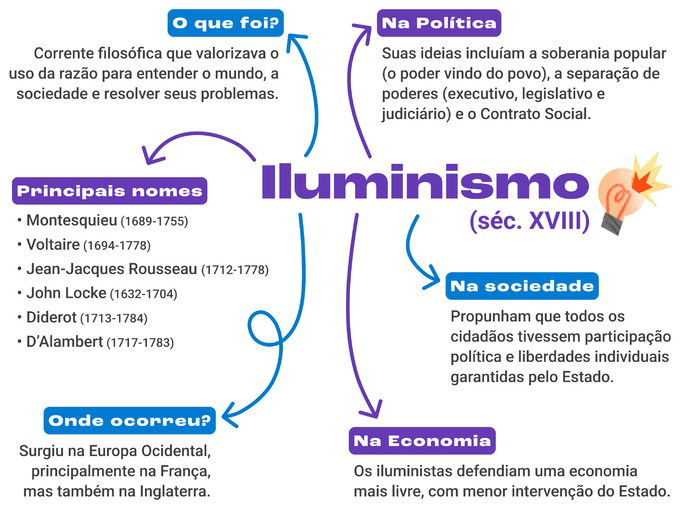 Iluminismo
(séc. XVIII)
O que foi?
Corrente filosófica que valorizava o
uso da razão para entender o mundo, a
sociedade e resolver seus problemas.
Na Política
Suas ideias incluíam a soberania popular
(o poder vindo do povo), a separação de
poderes (executivo, legislativo e
judiciário) e o Contrato Social.
Principais nomes
• Montesquieu (1689-1755)
• Voltaire (1694-1778)
• Jean-Jacques Rousseau (1712-1778)
• John Locke (1632-1704)
• Diderot (1713-1784)
• D’Alambert (1717-1783)
Na sociedade
Propunham que todos os
cidadãos tivessem participação
política e liberdades individuais
garantidas pelo Estado.
Onde ocorreu?
Surgiu na Europa Ocidental,
principalmente na França,
mas também na Inglaterra.
Na Economia
Os iluministas defendiam uma economia
mais livre, com menor intervenção do Estado.